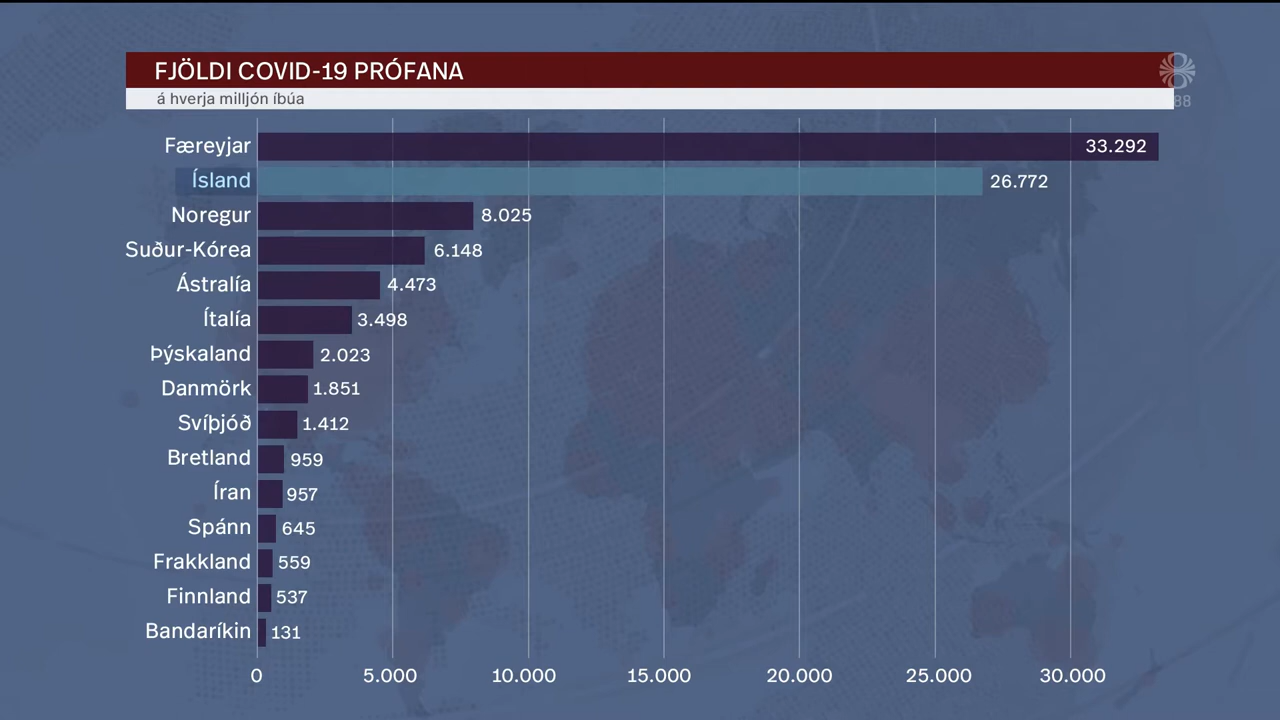 FJÖLDI COVID-19 PRÓFANA
á hverja milljón íbúa
88
Færeyjar 33.292
Ísland 26.772
Noregur 8.025
Suður-Kórea 6.148
Ástralía 4.473
Ítalía 3.498
Þýskaland 2.023
Danmörk 1.851
Svíþjóð 1.412
Bretland 959
Íran 957
Spánn 645
Frakkland 559
Finnland 537
Bandaríkin 131
0 5.000 10.000 15.000 20.000 25.000 30.000